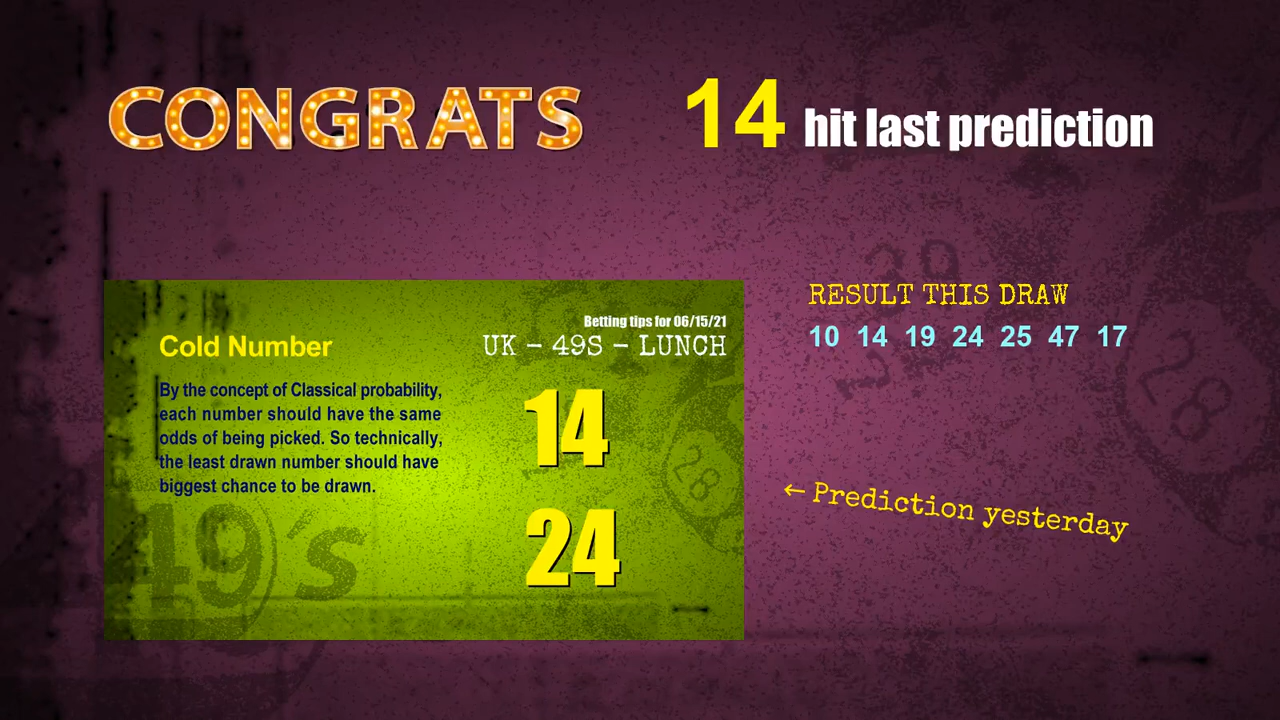 CONGRATS
14 hit last prediction
Betting tips for 06/15/21
Cold Number
UK - 49S - LUNCH
By the concept of Classical probability,
each number should have the same
odds of being picked. So technically,
the least drawn number should have
biggest chance to be drawn.
14
24
28
49's
RESULT THIS DRAW
10 14 19 24 25 47 17
39
28
← Prediction yesterday